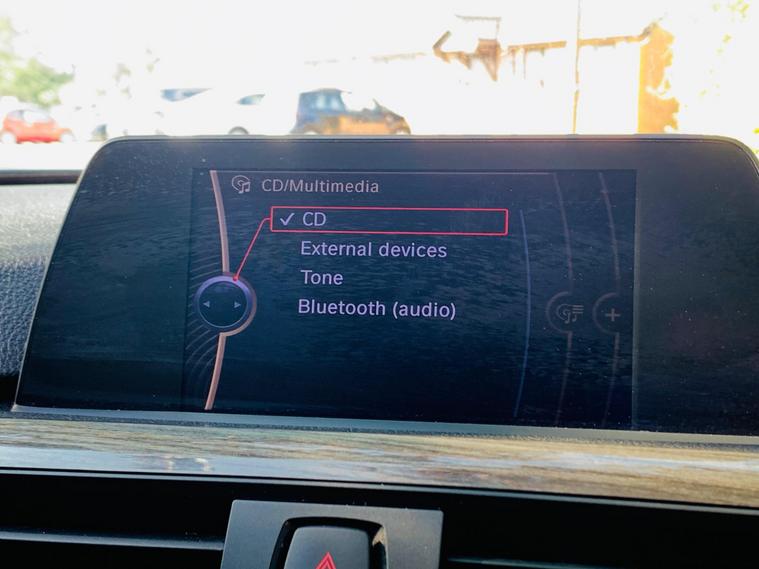 CD/Multimedia
✓ CD
External devices
Tone
Bluetooth (audio)